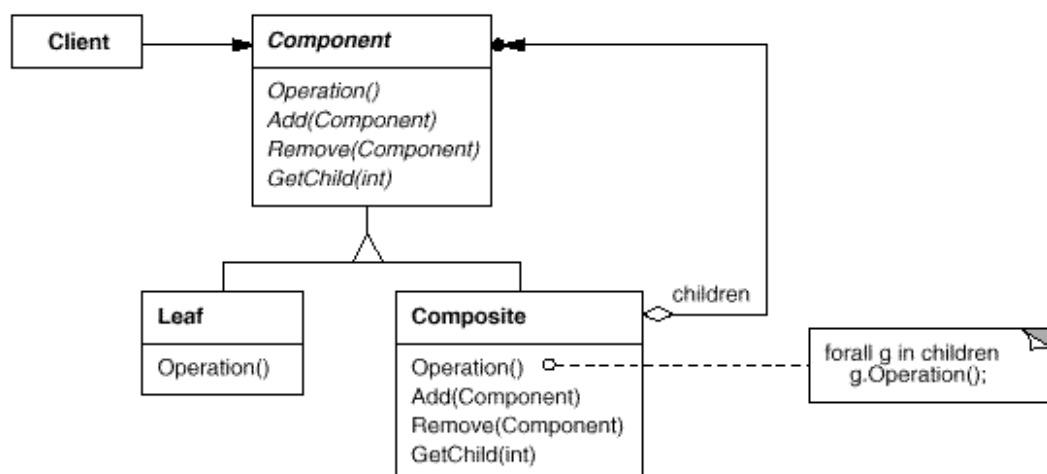 Client
Component
Operation()
Add(Component)
Remove(Component)
GetChild(int)
Leaf
Operation()
children
Composite
Operation()
Add(Component)
Remove(Component)
GetChild(int)
forall g in children
g.Operation();